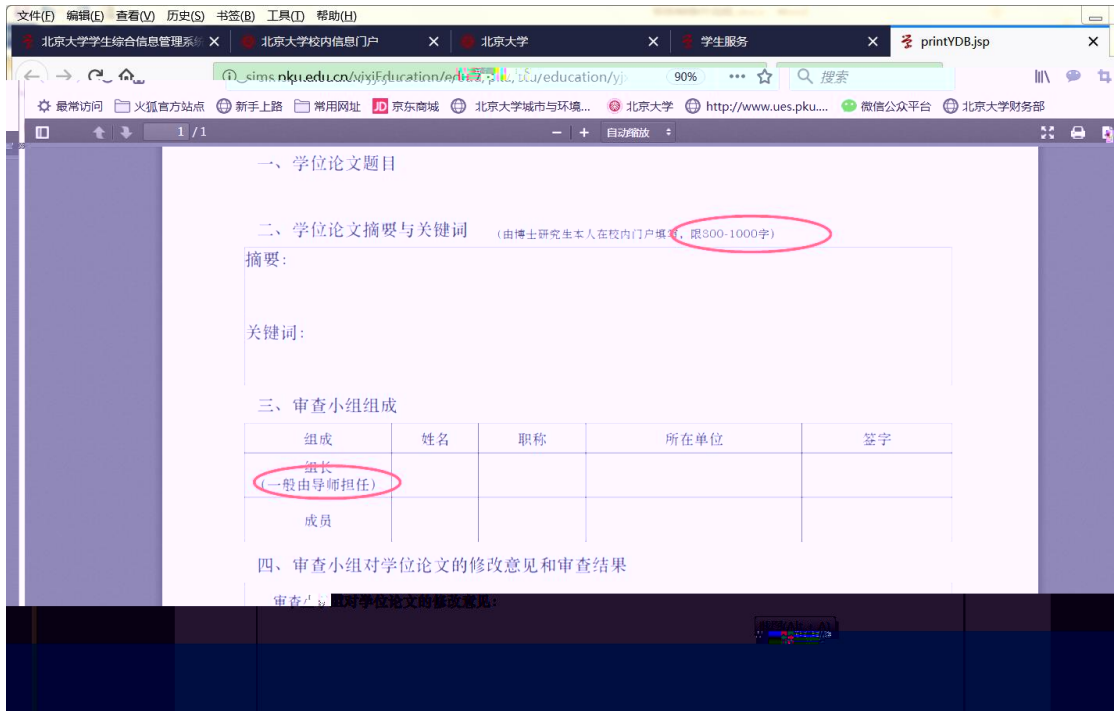 文件(F) 编辑(E) 查看(V) 历史(S) 书签(B) 工具(T) 帮助(H)
北京大学学生综合信息管理系统 北京大学校内信息门户 北京大学 学生服务 printYDB.jsp
90% 搜索
最常访问 火狐官方站点 新手上路 常用网址 JD 京东商城 北京大学城市与环境... 北京大学 http://www.ues.pku.... 微信公众平台 北京大学财务部
1 / 1 自动缩放
一、学位论文题目
二、学位论文摘要与关键词 (由博士研究生本人在校内门户填写，限800-1000字)
摘要：
关键词：
三、审查小组组成
组成 姓名 职称 所在单位 签字
组长
(一般由导师担任)
成员
四、审查小组对学位论文的修改意见和审查结果
审查小组对学位论文的修改意见：